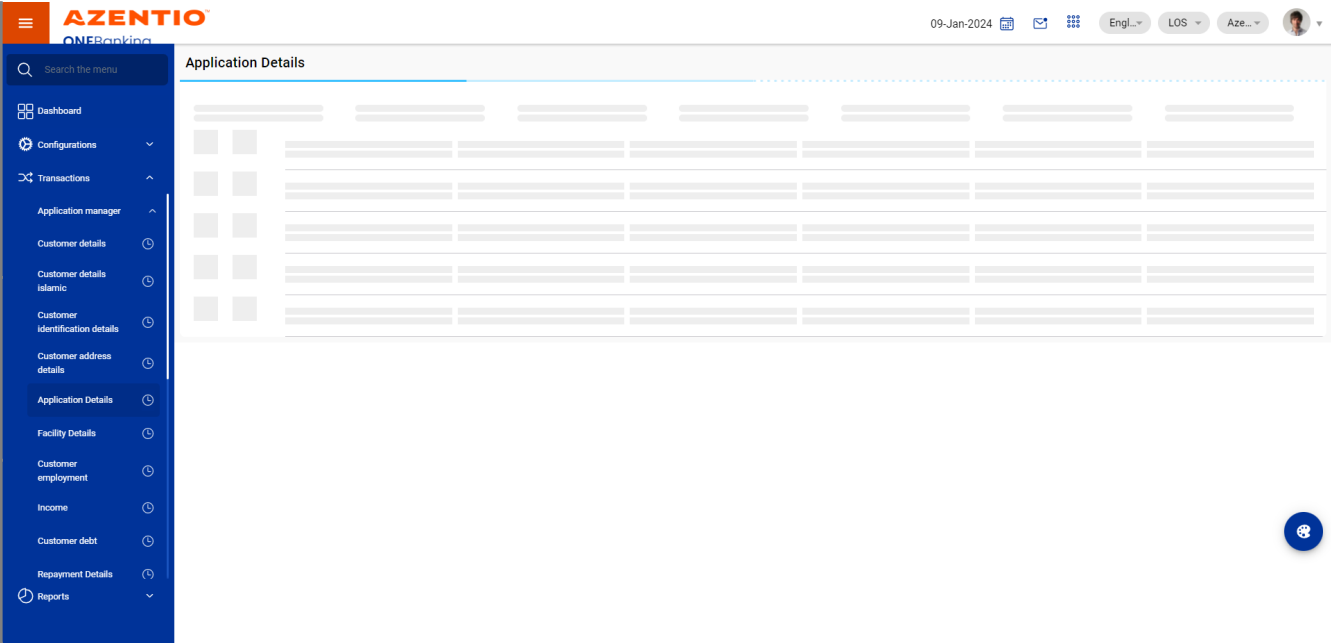 AZENTIO™
ONEBanking
09-Jan-2024
Engl...
LOS
Aze...
Search the menu
Application Details
Dashboard
Configurations
Transactions
Application manager
Customer details
Customer details
islamic
Customer
identification details
Customer address
details
Application Details
Facility Details
Customer
employment
Income
Customer debt
Repayment Details
Reports